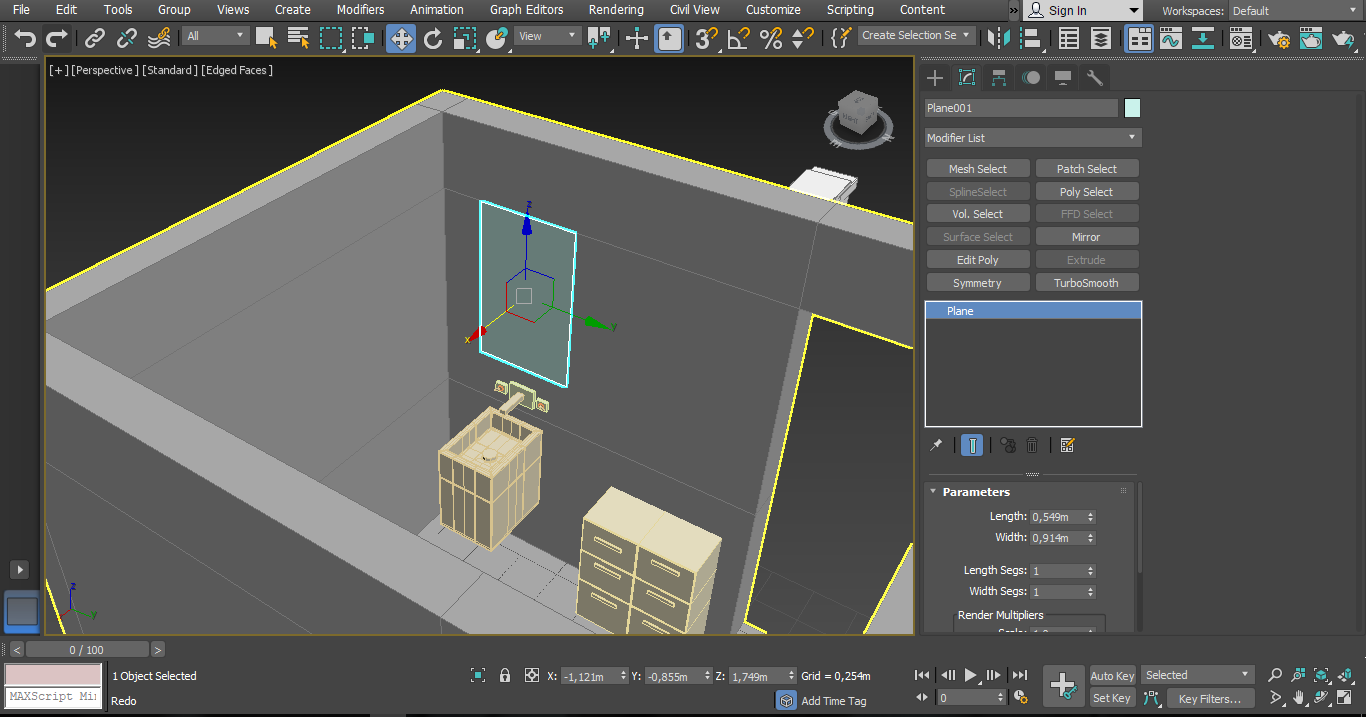 File Edit Tools Group Views Create Modifiers Animation Graph Editors Rendering Civil View Customize Scripting Content » Sign In Workspaces: Default
All View Create Selection Se
[+] [Perspective] [Standard] [Edged Faces]
Plane001
Modifier List
Mesh Select Patch Select
SplineSelect Poly Select
Vol. Select FFD Select
Surface Select Mirror
Edit Poly Extrude
Symmetry TurboSmooth
Plane
z
y
x
Parameters
Length: 0,549m
Width: 0,914m
Length Segs: 1
Width Segs: 1
Render Multipliers
z
y
< 0 / 100 >
1 Object Selected X: -1,121m Y: -0,855m Z: 1,749m Grid = 0,254m Auto Key Selected
MAXScript Mi
Redo Add Time Tag 0 Set Key Key Filters...